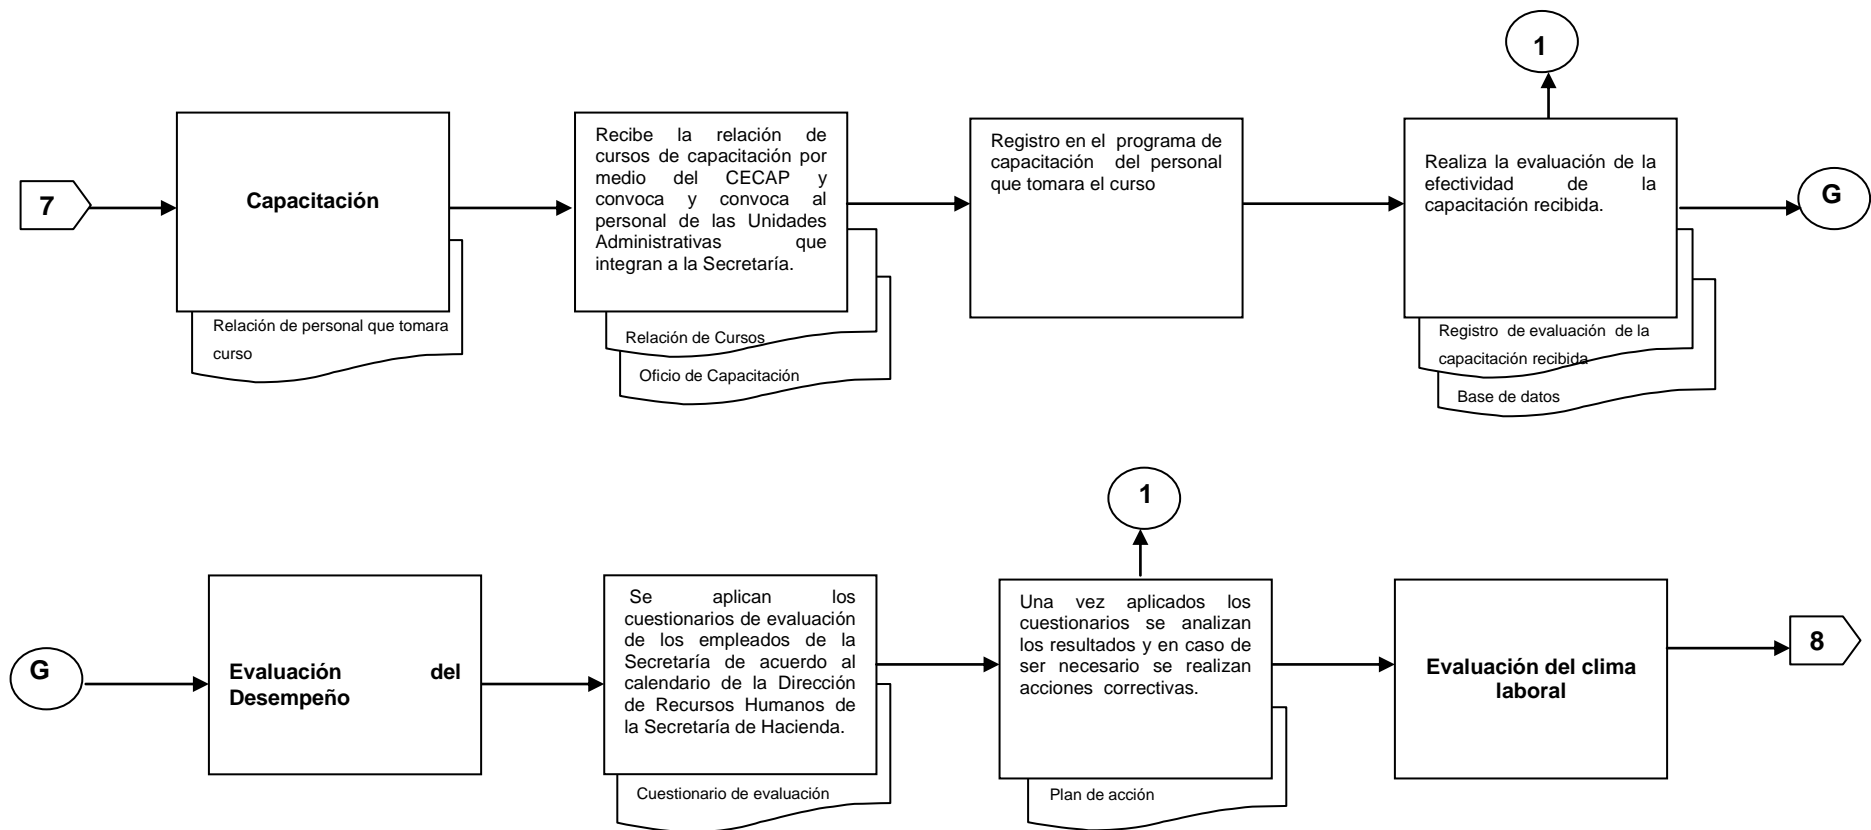 1
7
Capacitación
Relación de personal que tomara
curso
Recibe la relación de
cursos de capacitación por
medio del CECAP y
convoca y convoca al
personal de las Unidades
Administrativas que
integran a la Secretaría.
Relación de Cursos
Oficio de Capacitación
Registro en el programa de
capacitación del personal
que tomara el curso
Realiza la evaluación de la
efectividad de la
capacitación recibida.
Registro de evaluación de la
capacitación recibida
Base de datos
G
1
G
Evaluación del
Desempeño
Se aplican los
cuestionarios de evaluación
de los empleados de la
Secretaría de acuerdo al
calendario de la Dirección
de Recursos Humanos de
la Secretaría de Hacienda.
Cuestionario de evaluación
Una vez aplicados los
cuestionarios se analizan
los resultados y en caso de
ser necesario se realizan
acciones correctivas.
Plan de acción
Evaluación del clima
laboral
8